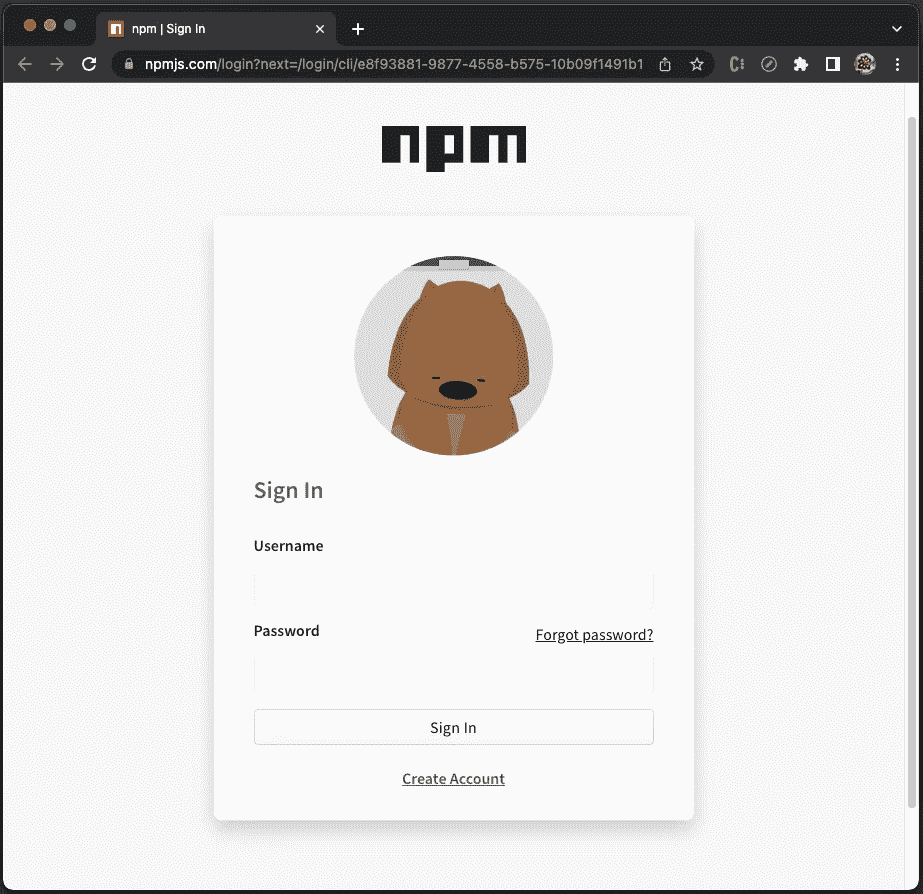 npm | Sign In
npmjs.com/login?next=/login/cli/e8f93881-9877-4558-b575-10b09f1491b1
npm
Sign In
Username
Password
Forgot password?
Sign In
Create Account